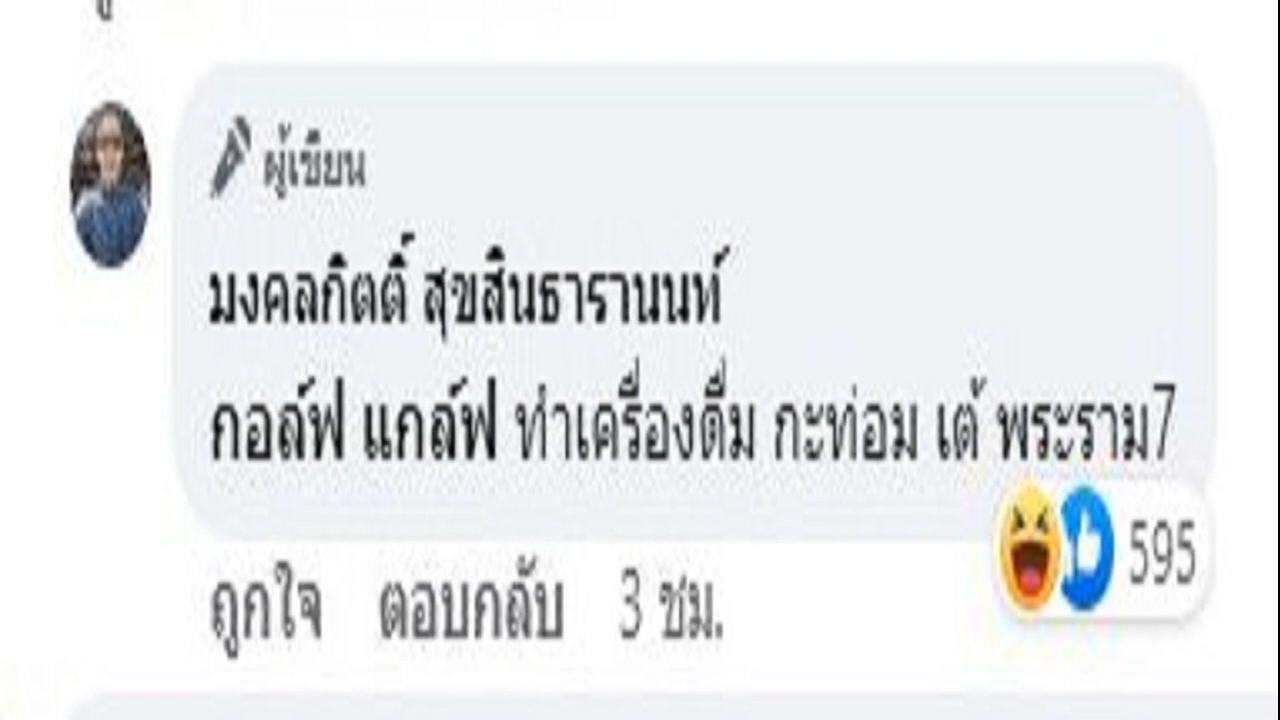 ผู้เขียน
มงคลกิตติ์ สุขสินธารานนท์
กอล์ฟ แกล์ฟ ทำเครื่องดื่ม กะท่อม เต้ พระราม7
595
ถูกใจ ตอบกลับ 3 ชม.